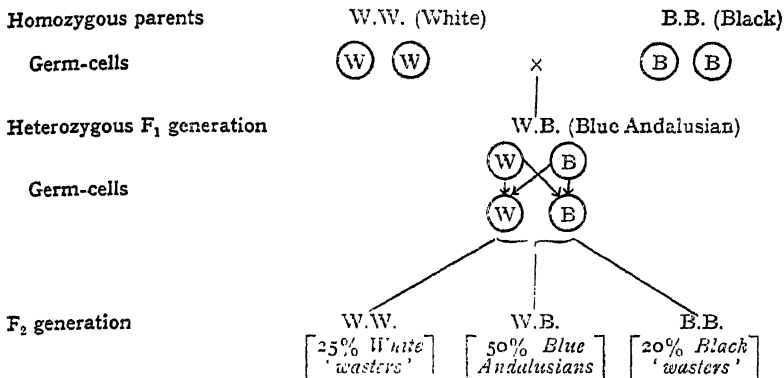 Homozygous parents W.W. (White) B.B. (Black)
Germ-cells W W × B B
Heterozygous F₁ generation W.B. (Blue Andalusian)
W B
Germ-cells
W B
F₂ generation W.W. W.B. B.B.
[25% White [50% Blue [20% Black
'wasters'] Andalusians] 'wasters']